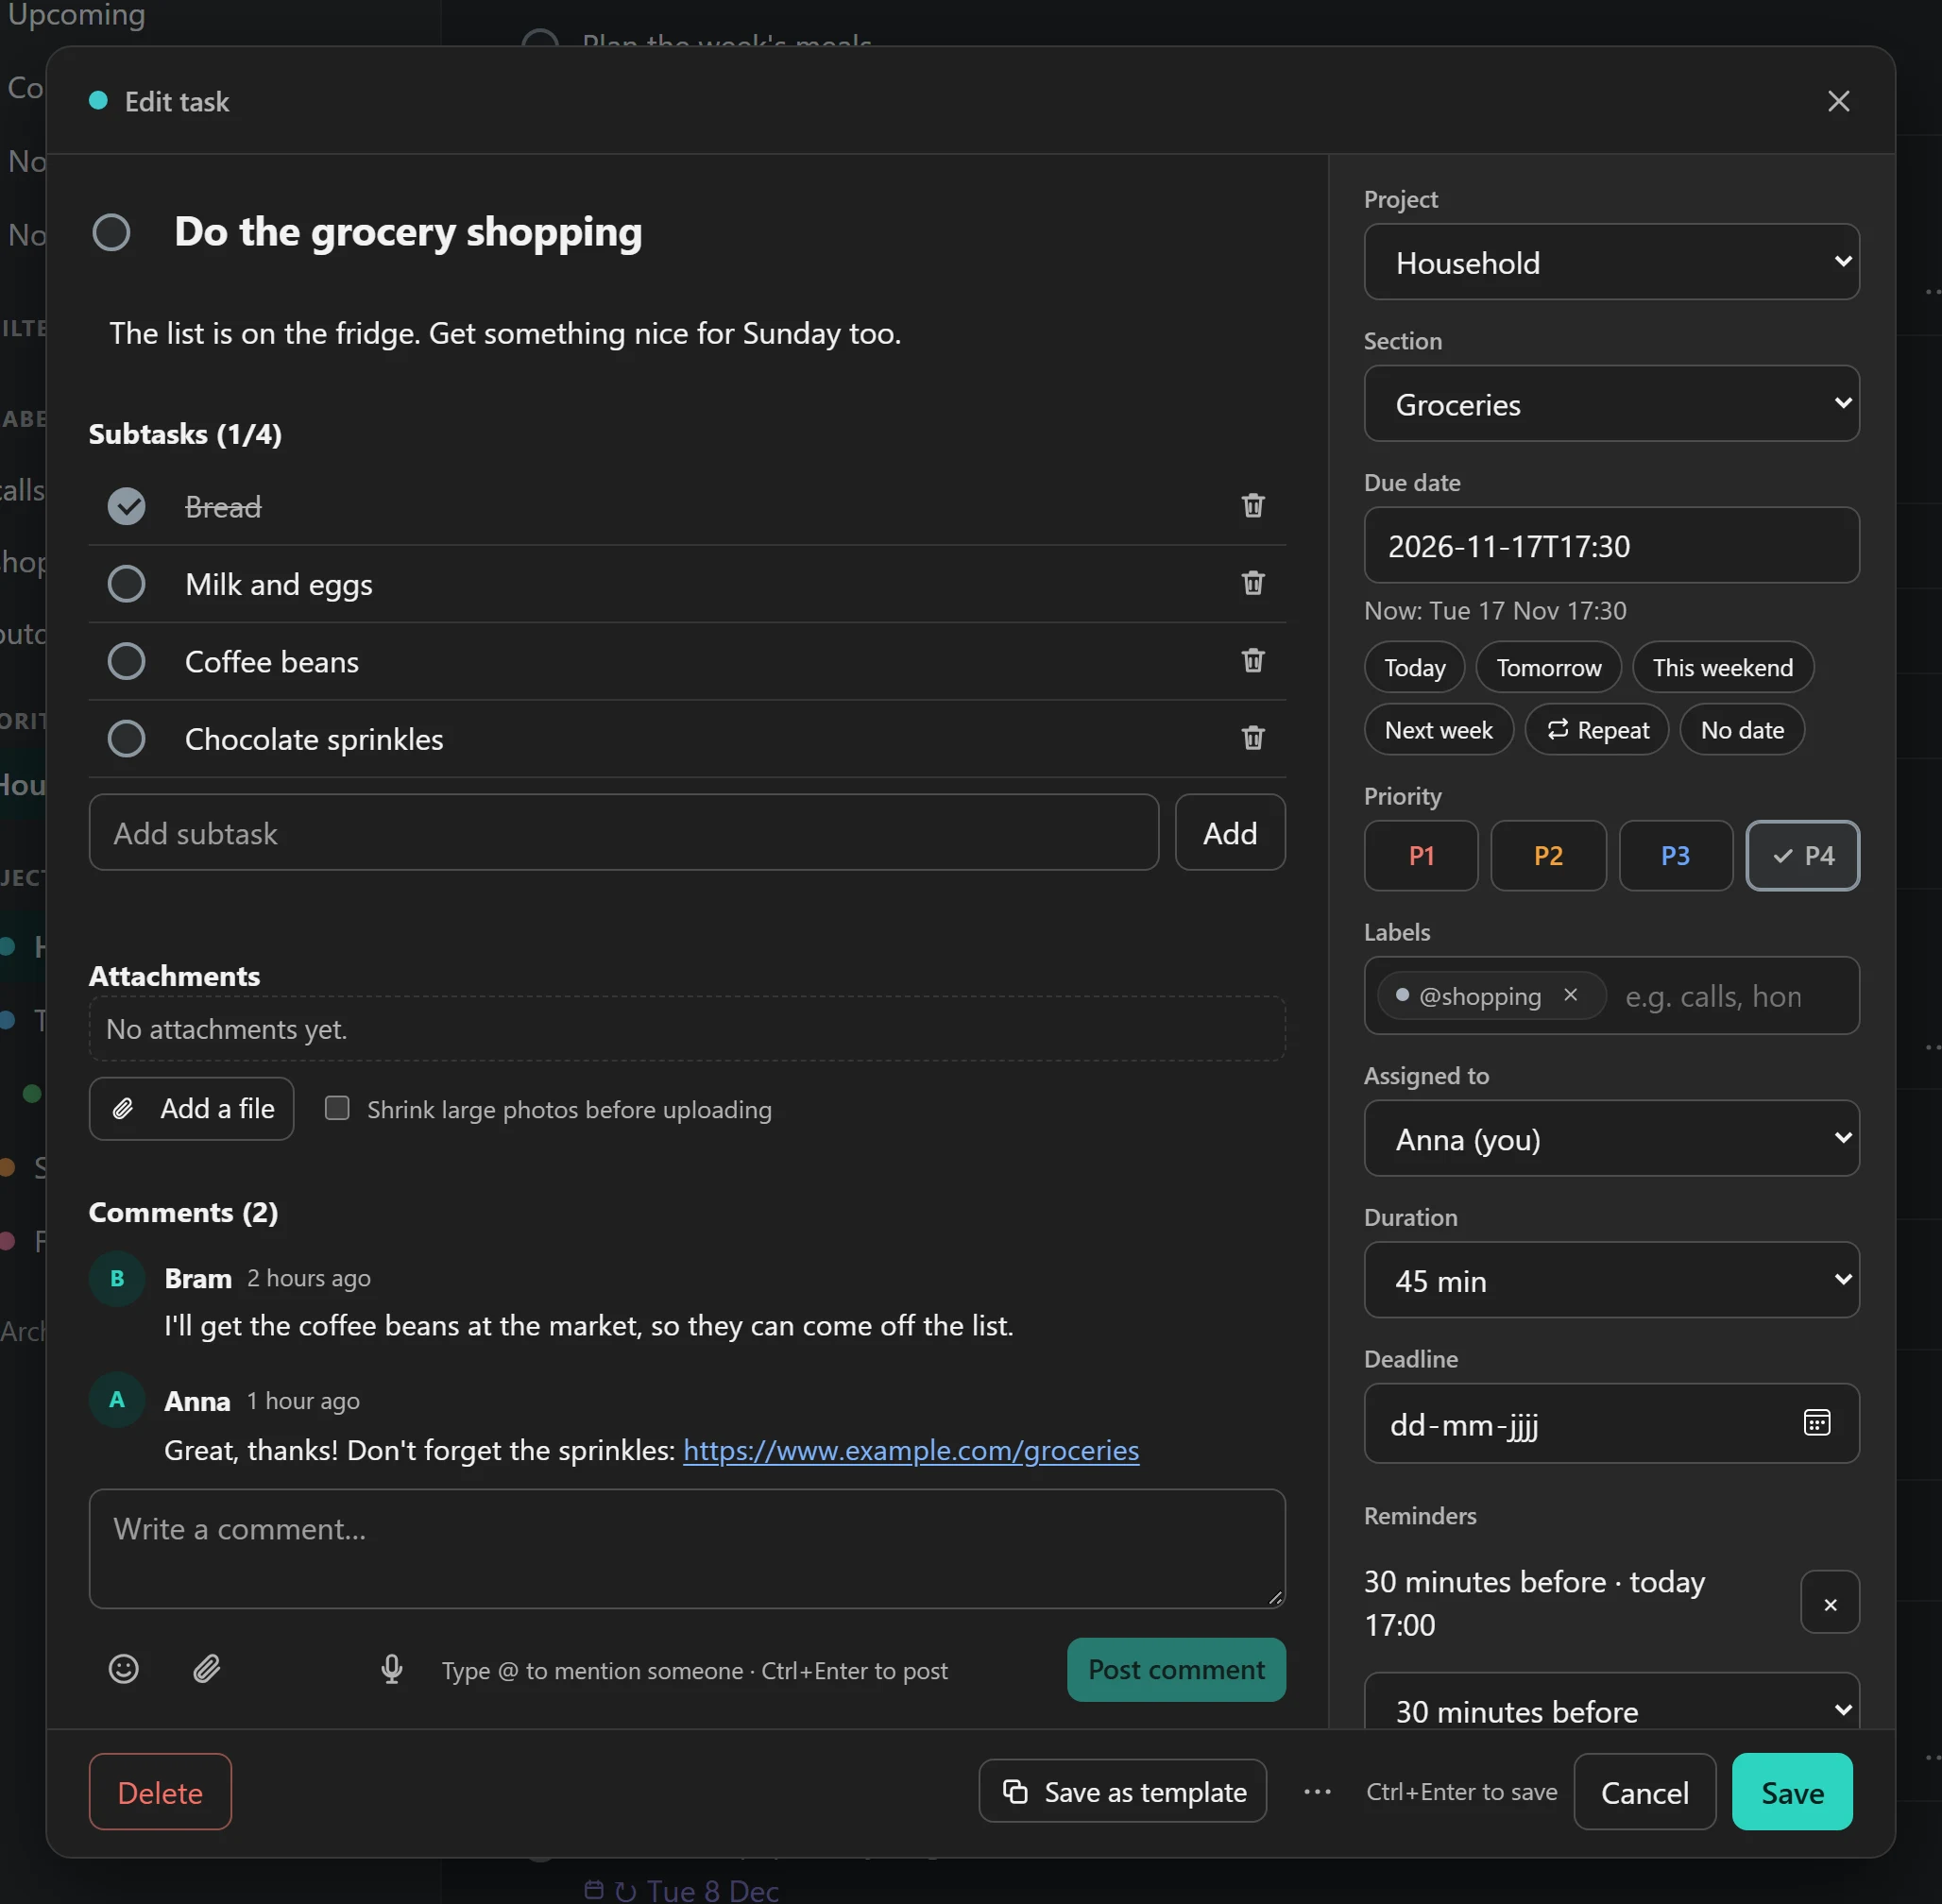 Upcoming
Edit task
Do the grocery shopping
The list is on the fridge. Get something nice for Sunday too.
Subtasks (1/4)
Bread
Milk and eggs
Coffee beans
Chocolate sprinkles
Add subtask
Add
Attachments
No attachments yet.
Add a file
Shrink large photos before uploading
Comments (2)
B
Bram 2 hours ago
I'll get the coffee beans at the market, so they can come off the list.
A
Anna 1 hour ago
Great, thanks! Don't forget the sprinkles: https://www.example.com/groceries
Write a comment...
Type @ to mention someone · Ctrl+Enter to post
Post comment
Project
Household
Section
Groceries
Due date
2026-11-17T17:30
Now: Tue 17 Nov 17:30
Today Tomorrow This weekend
Next week Repeat No date
Priority
P1 P2 P3 P4
Labels
@shopping × e.g. calls, hon
Assigned to
Anna (you)
Duration
45 min
Deadline
dd-mm-jjjj
Reminders
30 minutes before · today
17:00
30 minutes before
Delete
Save as template
Ctrl+Enter to save
Cancel
Save
Tue 8 Dec